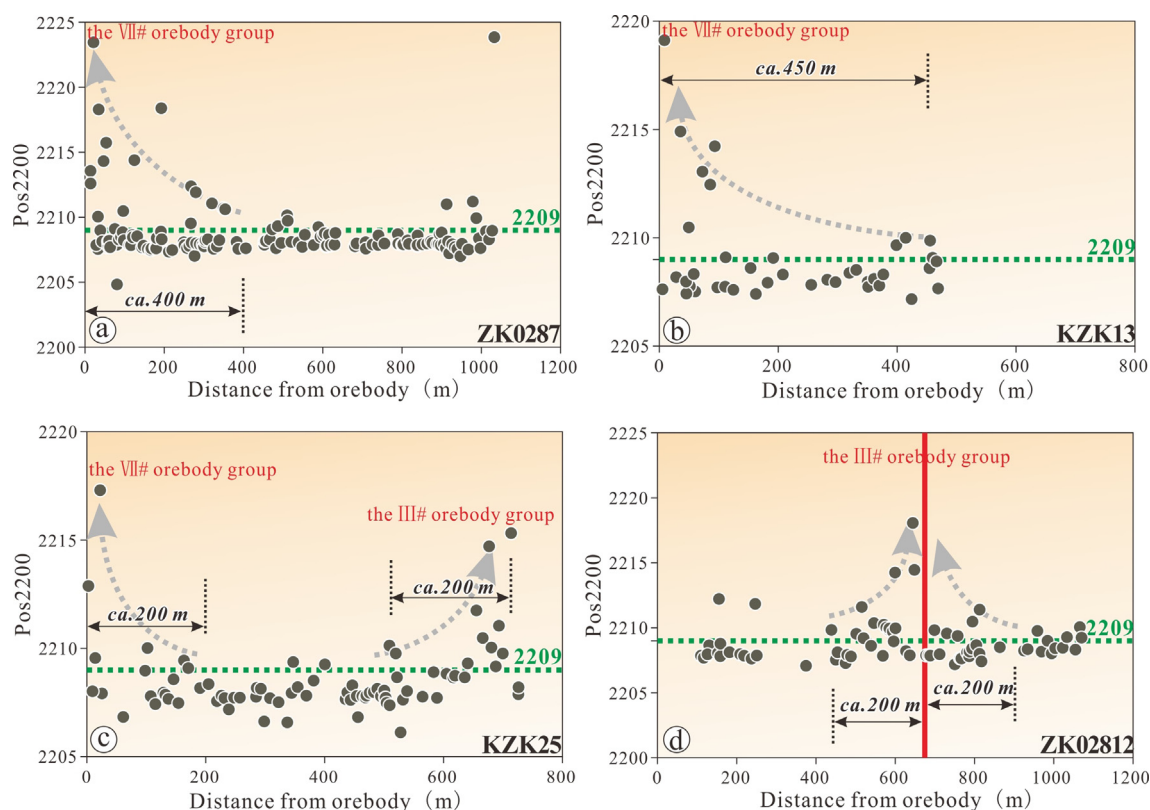 2225
2220
2215
2210
2205
2200
Pos2200
the Ⅶ# orebody group
2209
ca.400 m
a
ZK0287
0
200
400
600
800
1000
1200
Distance from orebody (m)
2220
2215
2210
2205
Pos2200
the Ⅶ# orebody group
ca.450 m
2209
b
KZK13
0
200
400
600
800
Distance from orebody (m)
2220
2215
2210
2205
Pos2200
the Ⅶ# orebody group
the Ⅲ# orebody group
ca.200 m
ca.200 m
2209
c
KZK25
0
200
400
600
800
Distance from orebody (m)
2225
2220
2215
2210
2205
2200
Pos2200
the Ⅲ# orebody group
2209
ca.200 m
ca.200 m
d
ZK02812
0
200
400
600
800
1000
1200
Distance from orebody (m)